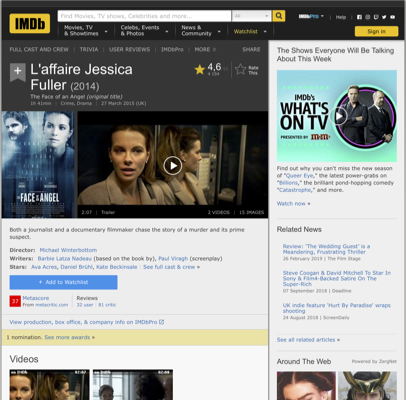 IMDb
Find Movies, TV shows, Celebrities and more...
All
IMDbPro
Help
Movies, TV
& Showtimes
Celebs, Events
& Photos
News &
Community
Watchlist
Sign in
FULL CAST AND CREW | TRIVIA | USER REVIEWS | IMDbPro | MORE
SHARE
L'affaire Jessica
Fuller (2014)
4,6
Rate
This
The Face of an Angel (original title)
1h 41min | Crime, Drama | 27 March 2015 (UK)
THE FACE OF AN ANGEL
2:07 | Trailer
2 VIDEOS | 15 IMAGES
Both a journalist and a documentary filmmaker chase the story of a murder and its prime
suspect.
Director: Michael Winterbottom
Writers: Barbie Latza Nadeau (based on the book by), Paul Viragh (screenplay)
Stars: Ava Acres, Daniel Brühl, Kate Beckinsale | See full cast & crew »
+ Add to Watchlist
37
Metascore
From metacritic.com
Reviews
32 user | 81 critic
View production, box office, & company info on IMDbPro
1 nomination. See more awards »
Videos
The Shows Everyone Will Be Talking
About This Week
IMDb's
WHAT'S
ON TV
PRESENTED BY
Find out why you can't miss the new season
of "Queer Eye," the latest power-grabs on
"Billions," the brilliant pond-hopping comedy
"Catastrophe," and more.
Watch now »
Related News
Review: 'The Wedding Guest' is a
Meandering, Frustrating Thriller
26 February 2019 | The Film Stage
Steve Coogan & David Mitchell To Star In
Sony & Film4-Backed Satire On The
Super-Rich
07 September 2018 | Deadline
UK indie feature 'Hurt By Paradise' wraps
shooting
24 August 2018 | ScreenDaily
See all related articles »
Around The Web
Powered by ZergNet